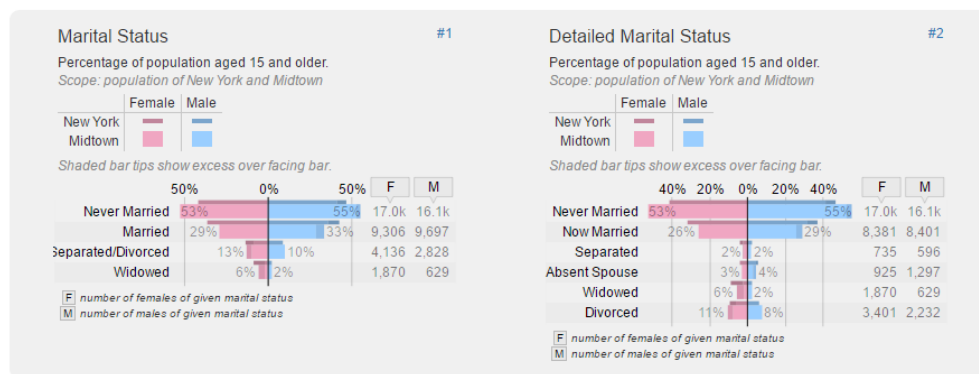 Marital Status #1
Percentage of population aged 15 and older.
Scope: population of New York and Midtown
Female Male
New York
Midtown
Shaded bar tips show excess over facing bar.
50% 0% 50% F M
Never Married 53% 55% 17.0k 16.1k
Married 29% 33% 9,306 9,697
Separated/Divorced 13% 10% 4,136 2,828
Widowed 6% 2% 1,870 629
F number of females of given marital status
M number of males of given marital status
Detailed Marital Status #2
Percentage of population aged 15 and older.
Scope: population of New York and Midtown
Female Male
New York
Midtown
Shaded bar tips show excess over facing bar.
40% 20% 0% 20% 40% F M
Never Married 53% 55% 17.0k 16.1k
Now Married 26% 29% 8,381 8,401
Separated 2% 2% 735 596
Absent Spouse 3% 4% 925 1,297
Widowed 6% 2% 1,870 629
Divorced 11% 8% 3,401 2,232
F number of females of given marital status
M number of males of given marital status